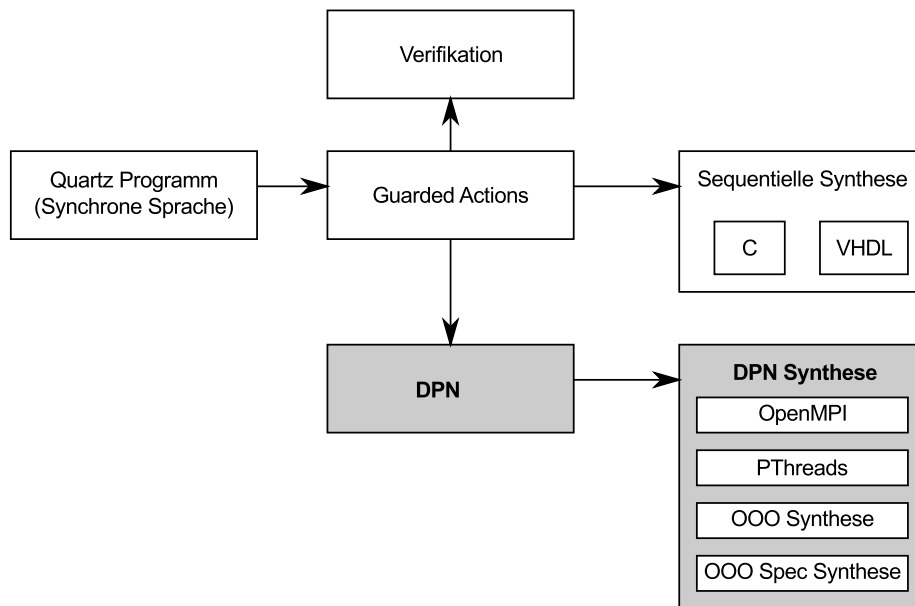 Verifikation
Quartz Programm
(Synchrone Sprache)
Guarded Actions
Sequentielle Synthese
C
VHDL
DPN
DPN Synthese
OpenMPI
PThreads
OOO Synthese
OOO Spec Synthese